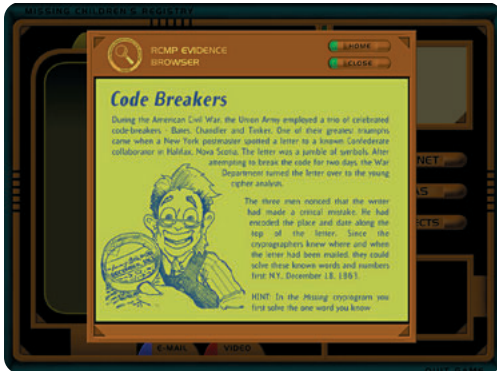 MISSING CHILDREN'S REGISTRY
RCMP EVIDENCE
BROWSER
HOME
CLOSE
Code Breakers
During the American Civil War, the Union Army employed a trio of celebrated
code-breakers - Bates, Chandler and Tinker. One of their greatest triumphs
came when a New York postmaster spotted a letter to a known Confederate
collaborator in Halifax, Nova Scotia. The letter was a jumble of symbols. After
attempting to break the code for two days, the War
Department turned the letter over to the young
cipher analysts.
The three men noticed that the writer
had made a critical mistake. He had
encoded the place and date along the
top of the letter. Since the
cryptographers knew where and when
the letter had been mailed, they could
solve these known words and numbers
first: N.Y., December 18, 1863.
HINT: In the Missing cryptogram you
first solve the one word you know
NET
AS
ECTS
E-MAIL
VIDEO